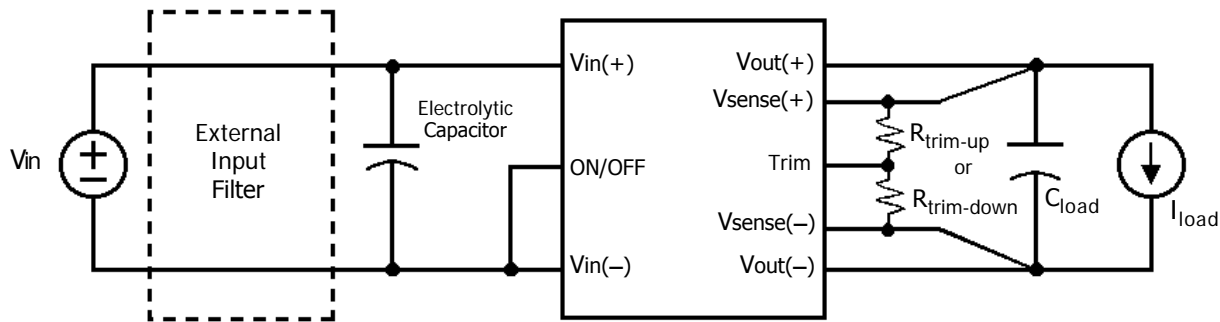 Vin
External
Input
Filter
Electrolytic
Capacitor
Vin(+)
ON/OFF
Vin(−)
Vout(+)
Vsense(+)
Trim
Vsense(−)
Vout(−)
Rtrim-up
or
Rtrim-down
Cload
Iload